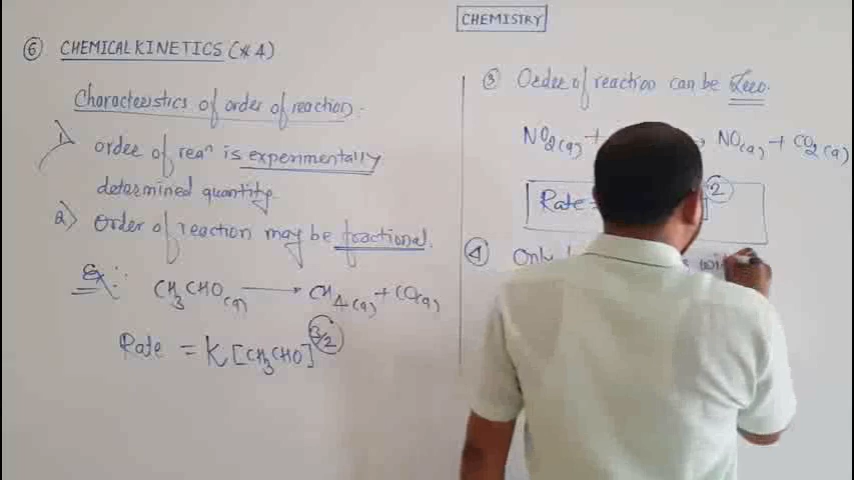 CHEMISTRY
⑥ CHEMICAL KINETICS (* 4)
Characteristics of order of reaction.
1) order of reaⁿ is experimentally
determined quantity.
2) Order of reaction may be fractional.
Ex:
CH₃CHO(g) → CH₄(g) + CO(g)
Rate = K[CH₃CHO]^3/2
③ Order of reaction can be Zero.
NO₂(g) + NO(g) + CO₂(g)
Rate = ]^2
④ Only